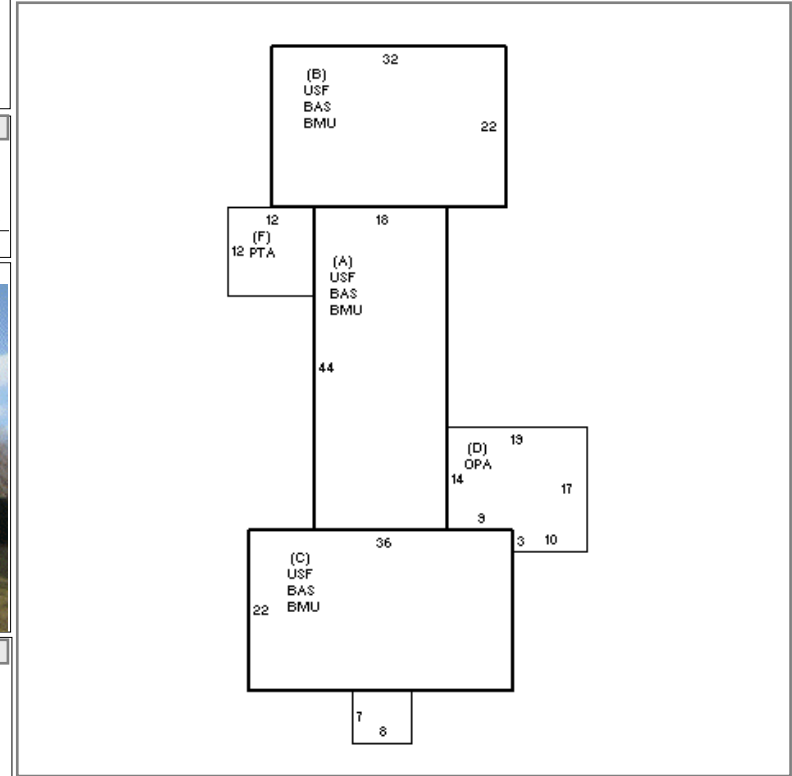 32
(B)
USF
BAS
BMU
22
12
18
(F)
12 PTA
(A)
USF
BAS
BMU
44
19
(D)
OPA
14
17
9
36
3
10
(C)
USF
BAS
BMU
22
7
8